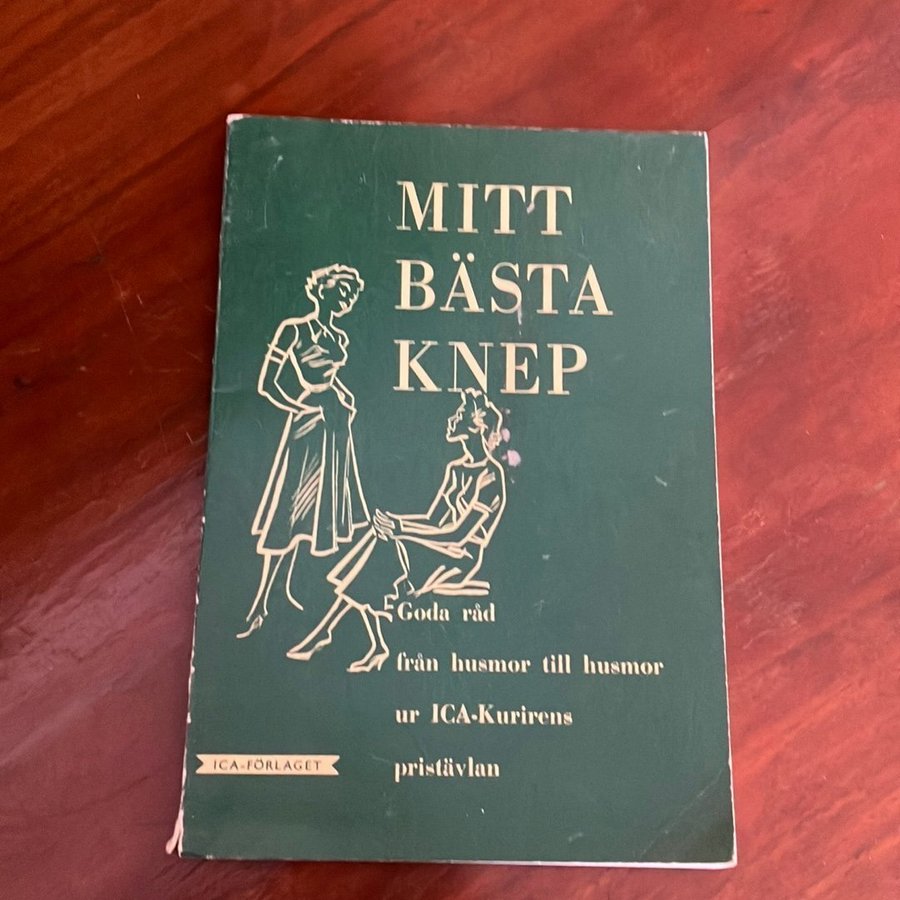 MITT
BÄSTA
KNEP
Goda råd
från husmor till husmor
ur ICA-Kurirens
pristävlan
ICA-FÖRLAGET